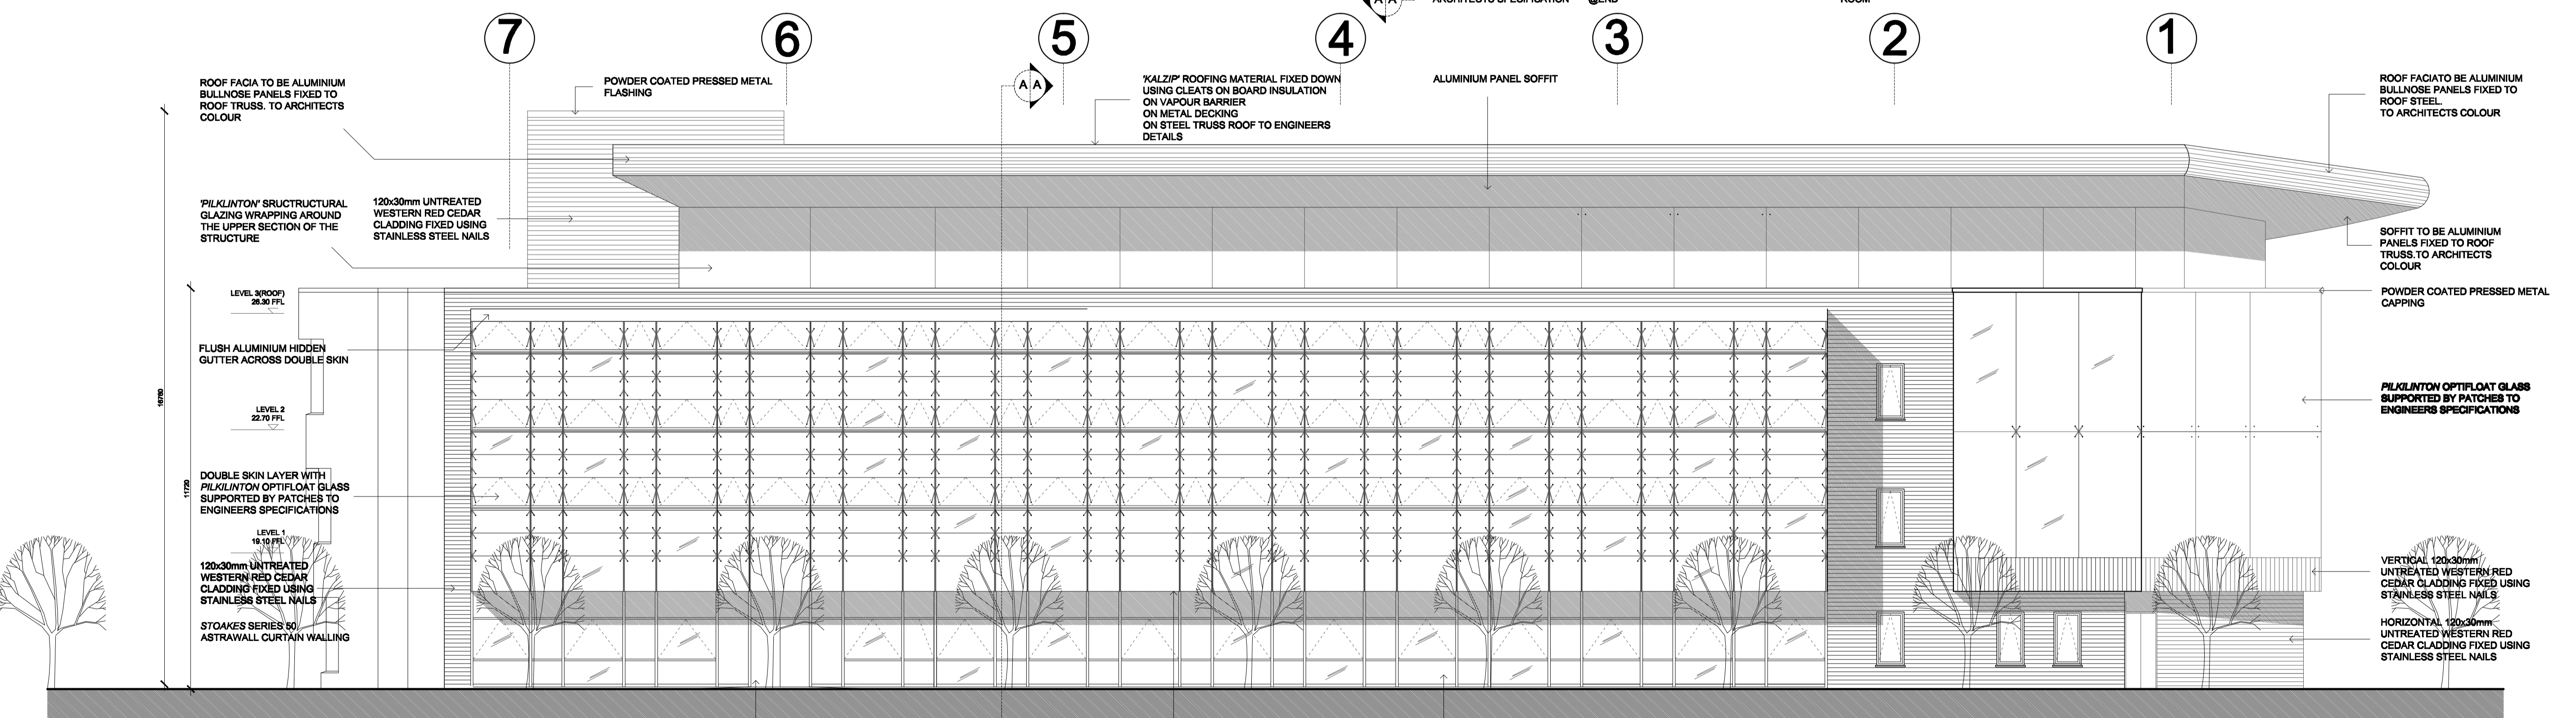 ARCHITECTS SPECIFICATION @END
ROOM
7 6 5 4 3 2 1
ROOF FACIA TO BE ALUMINIUM
BULLNOSE PANELS FIXED TO
ROOF TRUSS. TO ARCHITECTS
COLOUR
POWDER COATED PRESSED METAL
FLASHING
A A
'KALZIP' ROOFING MATERIAL FIXED DOWN
USING CLEATS ON BOARD INSULATION
ON VAPOUR BARRIER
ON METAL DECKING
ON STEEL TRUSS ROOF TO ENGINEERS
DETAILS
ALUMINIUM PANEL SOFFIT
ROOF FACIATO BE ALUMINIUM
BULLNOSE PANELS FIXED TO
ROOF STEEL.
TO ARCHITECTS COLOUR
'PILKLINTON' SRUCTRUCTURAL
GLAZING WRAPPING AROUND
THE UPPER SECTION OF THE
STRUCTURE
120x30mm UNTREATED
WESTERN RED CEDAR
CLADDING FIXED USING
STAINLESS STEEL NAILS
SOFFIT TO BE ALUMINIUM
PANELS FIXED TO ROOF
TRUSS.TO ARCHITECTS
COLOUR
POWDER COATED PRESSED METAL
CAPPING
LEVEL 3(ROOF)
26.30 FFL
FLUSH ALUMINIUM HIDDEN
GUTTER ACROSS DOUBLE SKIN
16780
PILKILINTON OPTIFLOAT GLASS
SUPPORTED BY PATCHES TO
ENGINEERS SPECIFICATIONS
LEVEL 2
22.70 FFL
11720
DOUBLE SKIN LAYER WITH
PILKILINTON OPTIFLOAT GLASS
SUPPORTED BY PATCHES TO
ENGINEERS SPECIFICATIONS
LEVEL 1
19.10 FFL
120x30mm UNTREATED
WESTERN RED CEDAR
CLADDING FIXED USING
STAINLESS STEEL NAILS
STOAKES SERIES 50
ASTRAWALL CURTAIN WALLING
VERTICAL 120x30mm
UNTREATED WESTERN RED
CEDAR CLADDING FIXED USING
STAINLESS STEEL NAILS
HORIZONTAL 120x30mm
UNTREATED WESTERN RED
CEDAR CLADDING FIXED USING
STAINLESS STEEL NAILS